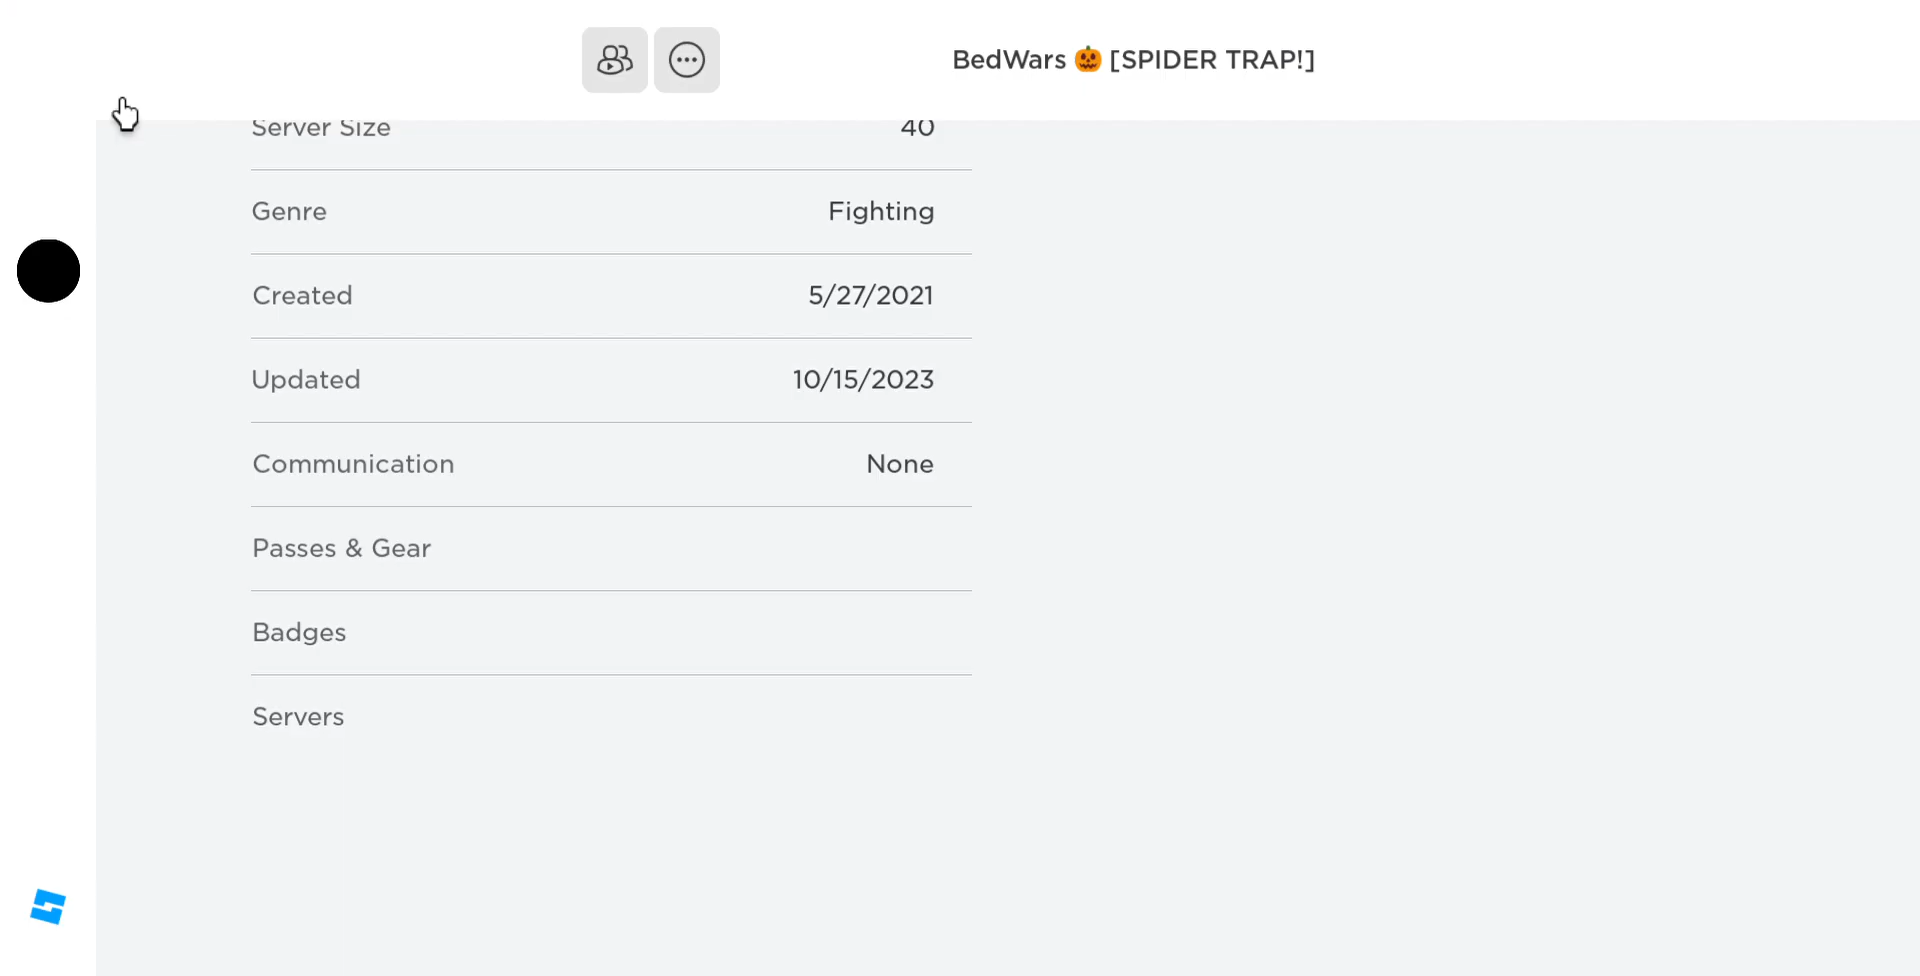 BedWars 🎃 [SPIDER TRAP!]
Server Size 40
Genre Fighting
Created 5/27/2021
Updated 10/15/2023
Communication None
Passes & Gear
Badges
Servers